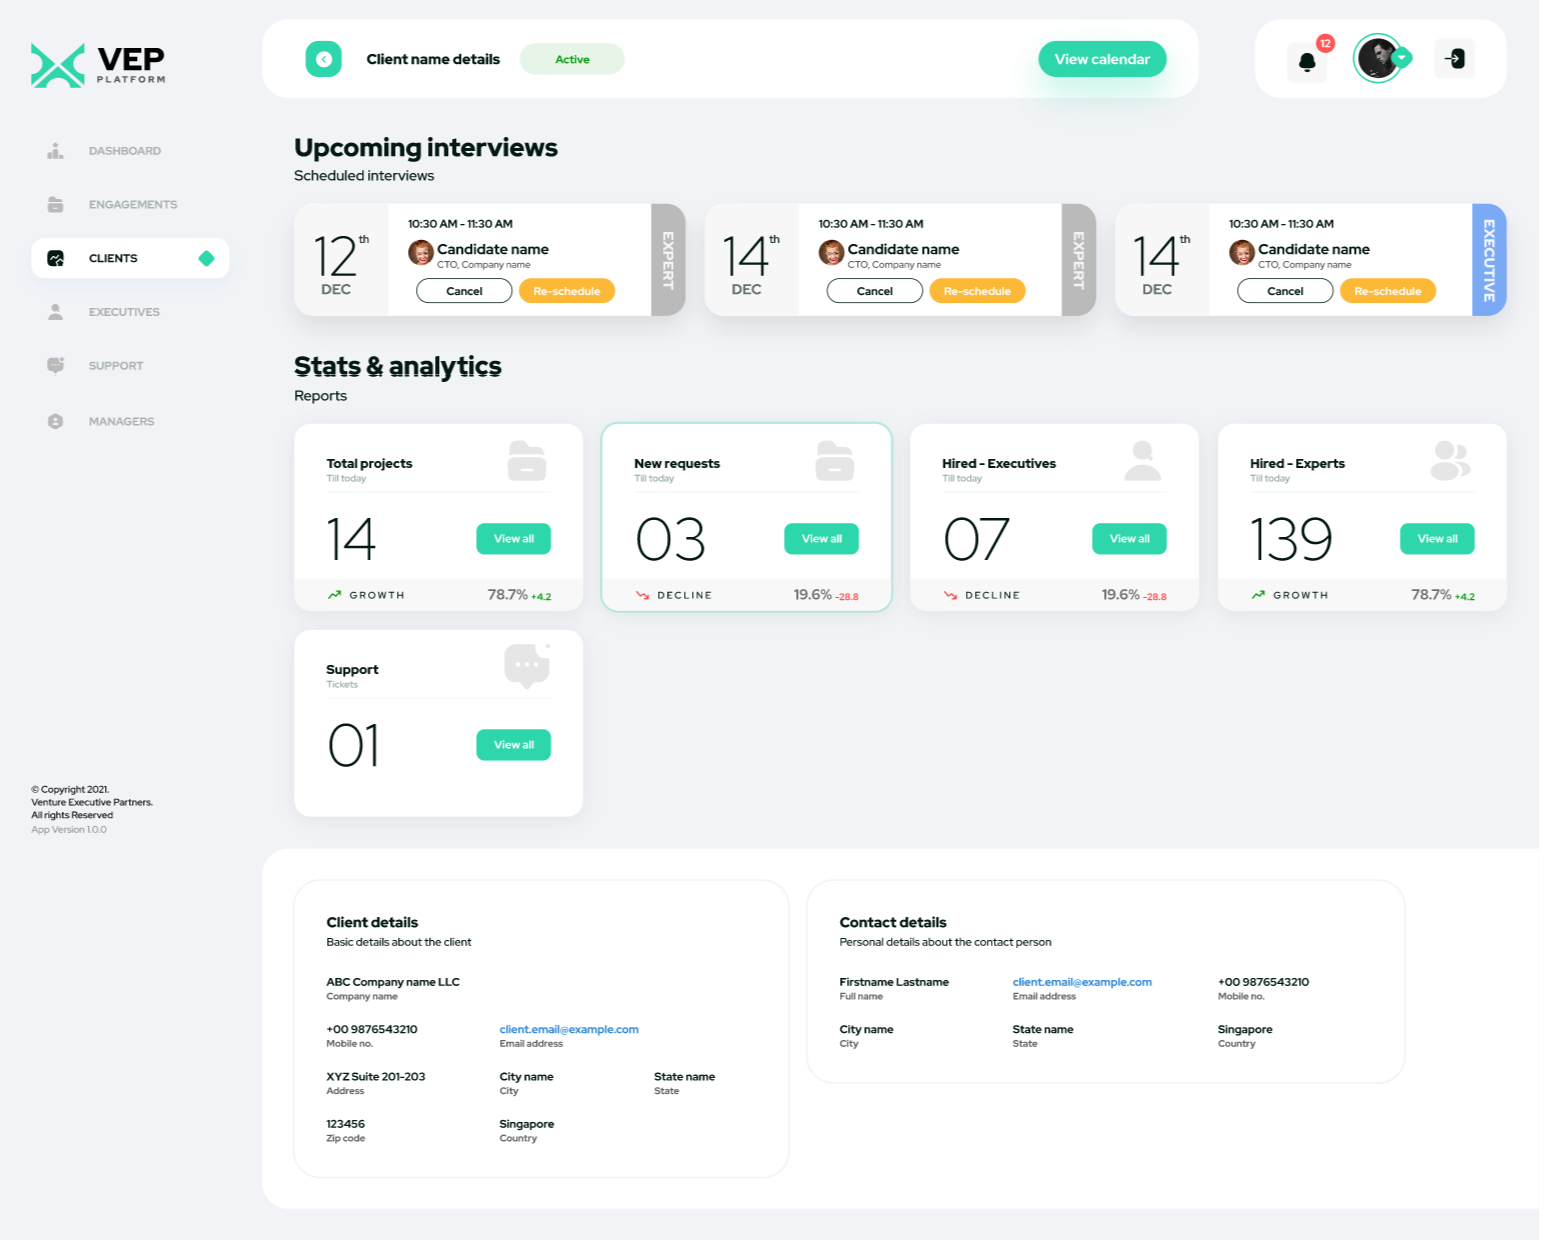 VEP
PLATFORM
DASHBOARD
ENGAGEMENTS
CLIENTS
EXECUTIVES
SUPPORT
MANAGERS
© Copyright 2021.
Venture Executive Partners.
All rights Reserved
App Version 1.0.0
Client name details
Active
View calendar
12
Upcoming interviews
Scheduled interviews
12th
DEC
10:30 AM - 11:30 AM
Candidate name
CTO, Company name
Cancel
Re-schedule
EXPERT
14th
DEC
10:30 AM - 11:30 AM
Candidate name
CTO, Company name
Cancel
Re-schedule
EXPERT
14th
DEC
10:30 AM - 11:30 AM
Candidate name
CTO, Company name
Cancel
Re-schedule
EXECUTIVE
Stats & analytics
Reports
Total projects
Till today
14
View all
GROWTH 78.7% +4.2
New requests
Till today
03
View all
DECLINE 19.6% -28.8
Hired - Executives
Till today
07
View all
DECLINE 19.6% -28.8
Hired - Experts
Till today
139
View all
GROWTH 78.7% +4.2
Support
Tickets
01
View all
Client details
Basic details about the client
ABC Company name LLC
Company name
+00 9876543210
Mobile no.
client.email@example.com
Email address
XYZ Suite 201-203
Address
City name
City
State name
State
123456
Zip code
Singapore
Country
Contact details
Personal details about the contact person
Firstname Lastname
Full name
client.email@example.com
Email address
+00 9876543210
Mobile no.
City name
City
State name
State
Singapore
Country